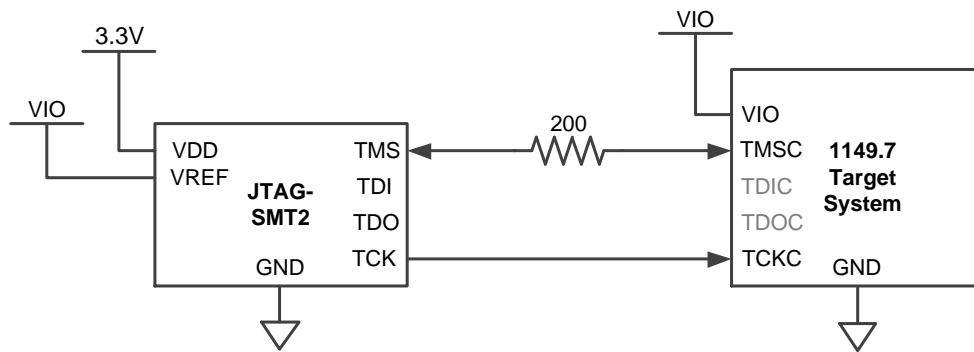 3.3V
VIO
VDD
VREF
JTAG-
SMT2
TMS
TDI
TDO
TCK
GND
200
VIO
VIO
TMSC
TDIC
TDOC
TCKC
1149.7
Target
System
GND